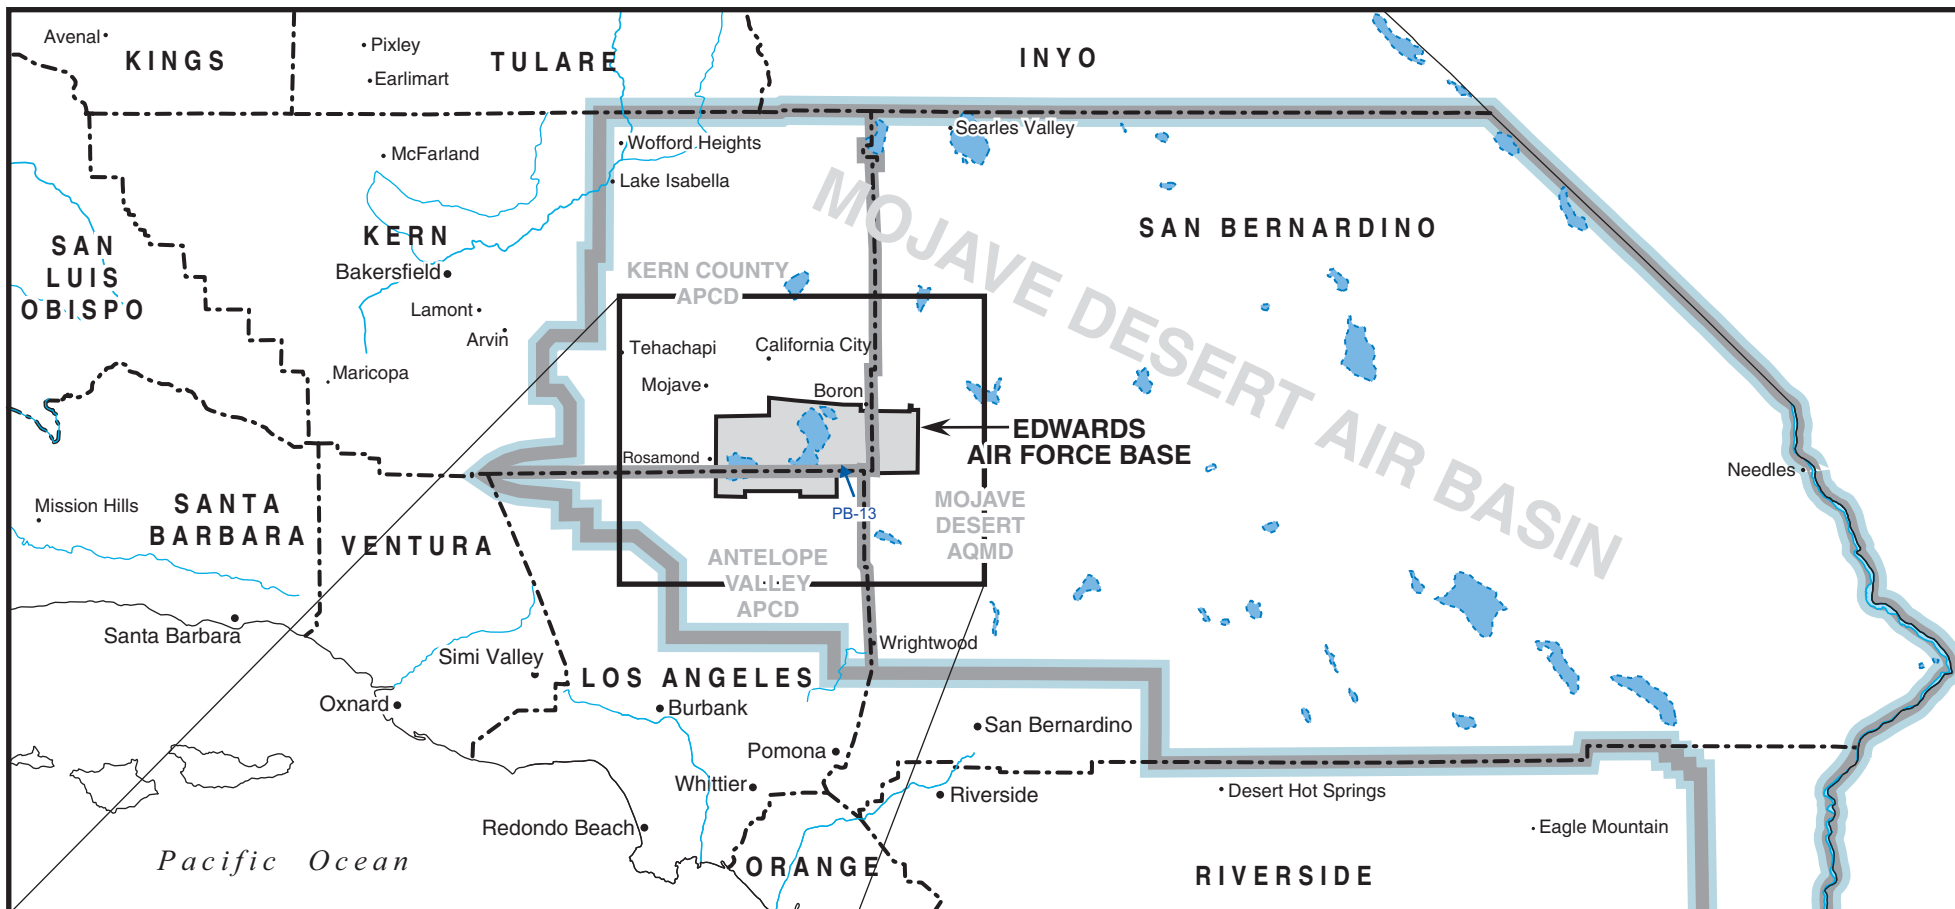 Avenal
KINGS
Pixley
Earlimart
TULARE
INYO
Searles Valley
Wofford Heights
McFarland
Lake Isabella
MOJAVE DESERT AIR BASIN
SAN BERNARDINO
KERN
SAN
LUIS
OBISPO
Bakersfield
KERN COUNTY
APCD
Lamont
Arvin
Tehachapi
California City
Maricopa
Mojave
Boron
EDWARDS
AIR FORCE BASE
Rosamond
Needles
Mission Hills
SANTA
BARBARA
VENTURA
PB-13
MOJAVE
DESERT
AQMD
ANTELOPE
VALLEY
APCD
Santa Barbara
Wrightwood
Simi Valley
LOS ANGELES
Oxnard
Burbank
San Bernardino
Pomona
Whittier
Riverside
Desert Hot Springs
Redondo Beach
Eagle Mountain
Pacific Ocean
ORANGE
RIVERSIDE